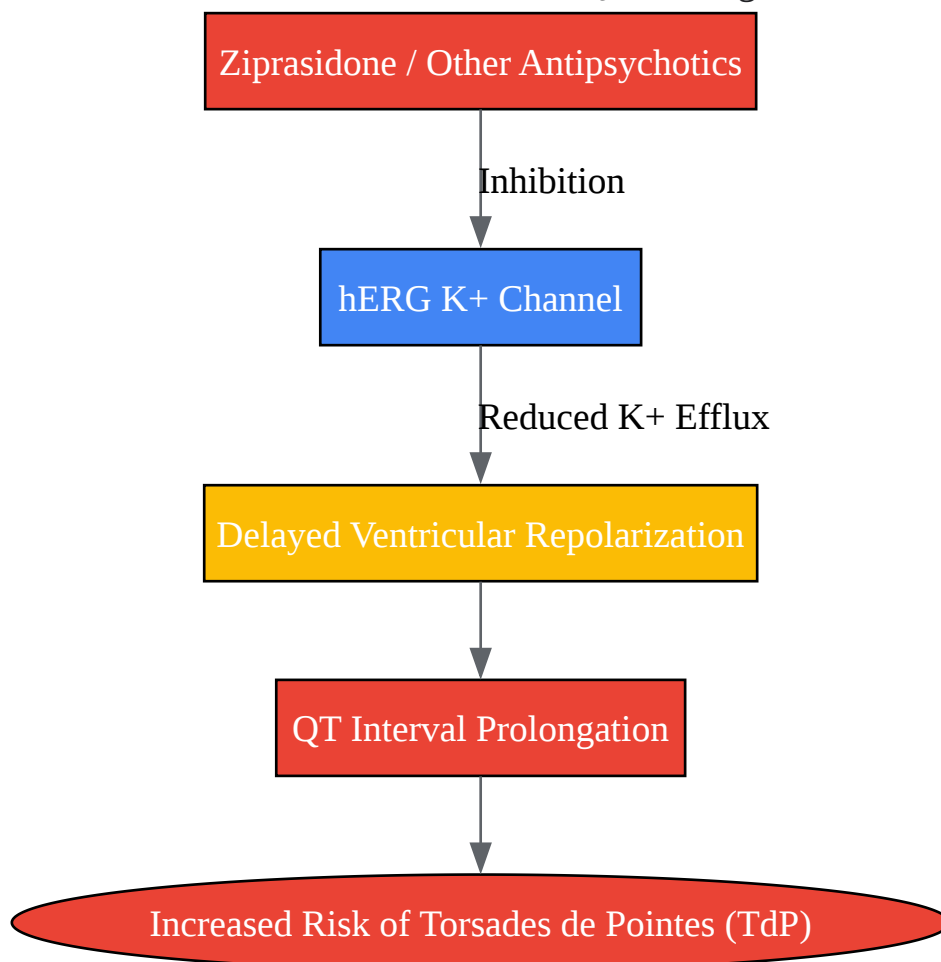 Ziprasidone / Other Antipsychotics
Inhibition
hERG K+ Channel
Reduced K+ Efflux
Delayed Ventricular Repolarization
QT Interval Prolongation
Increased Risk of Torsades de Pointes (TdP)